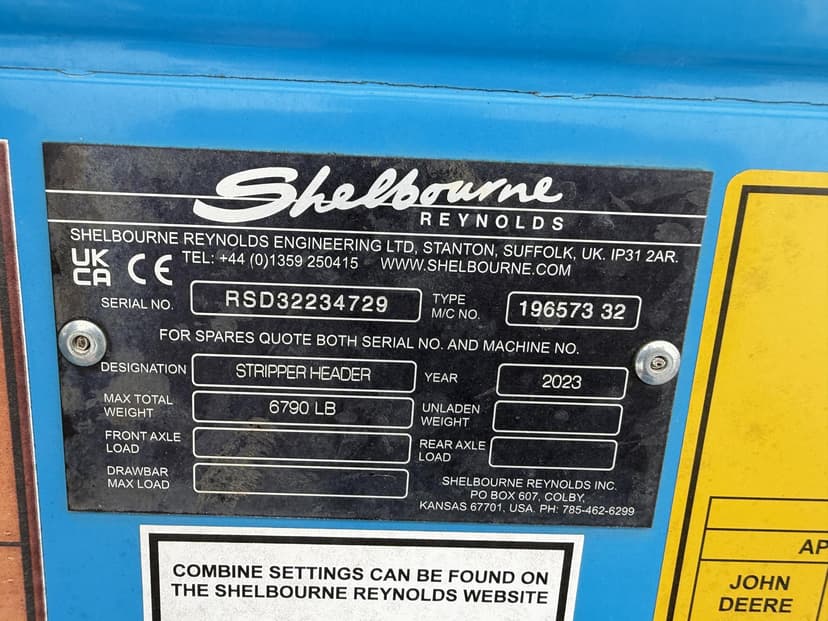 Shelbourne
REYNOLDS
SHELBOURNE REYNOLDS ENGINEERING LTD, STANTON, SUFFOLK, UK. IP31 2AR.
UK
CA CE TEL: +44 (0)1359 250415 WWW.SHELBOURNE.COM
SERIAL NO. RSD32234729 TYPE M/C NO. 196573 32
FOR SPARES QUOTE BOTH SERIAL NO. AND MACHINE NO.
DESIGNATION STRIPPER HEADER YEAR 2023
MAX TOTAL WEIGHT 6790 LB UNLADEN WEIGHT
FRONT AXLE LOAD REAR AXLE LOAD
DRAWBAR MAX LOAD
SHELBOURNE REYNOLDS INC.
PO BOX 607, COLBY,
KANSAS 67701, USA. PH: 785-462-6299
COMBINE SETTINGS CAN BE FOUND ON
THE SHELBOURNE REYNOLDS WEBSITE
AP
JOHN
DEERE